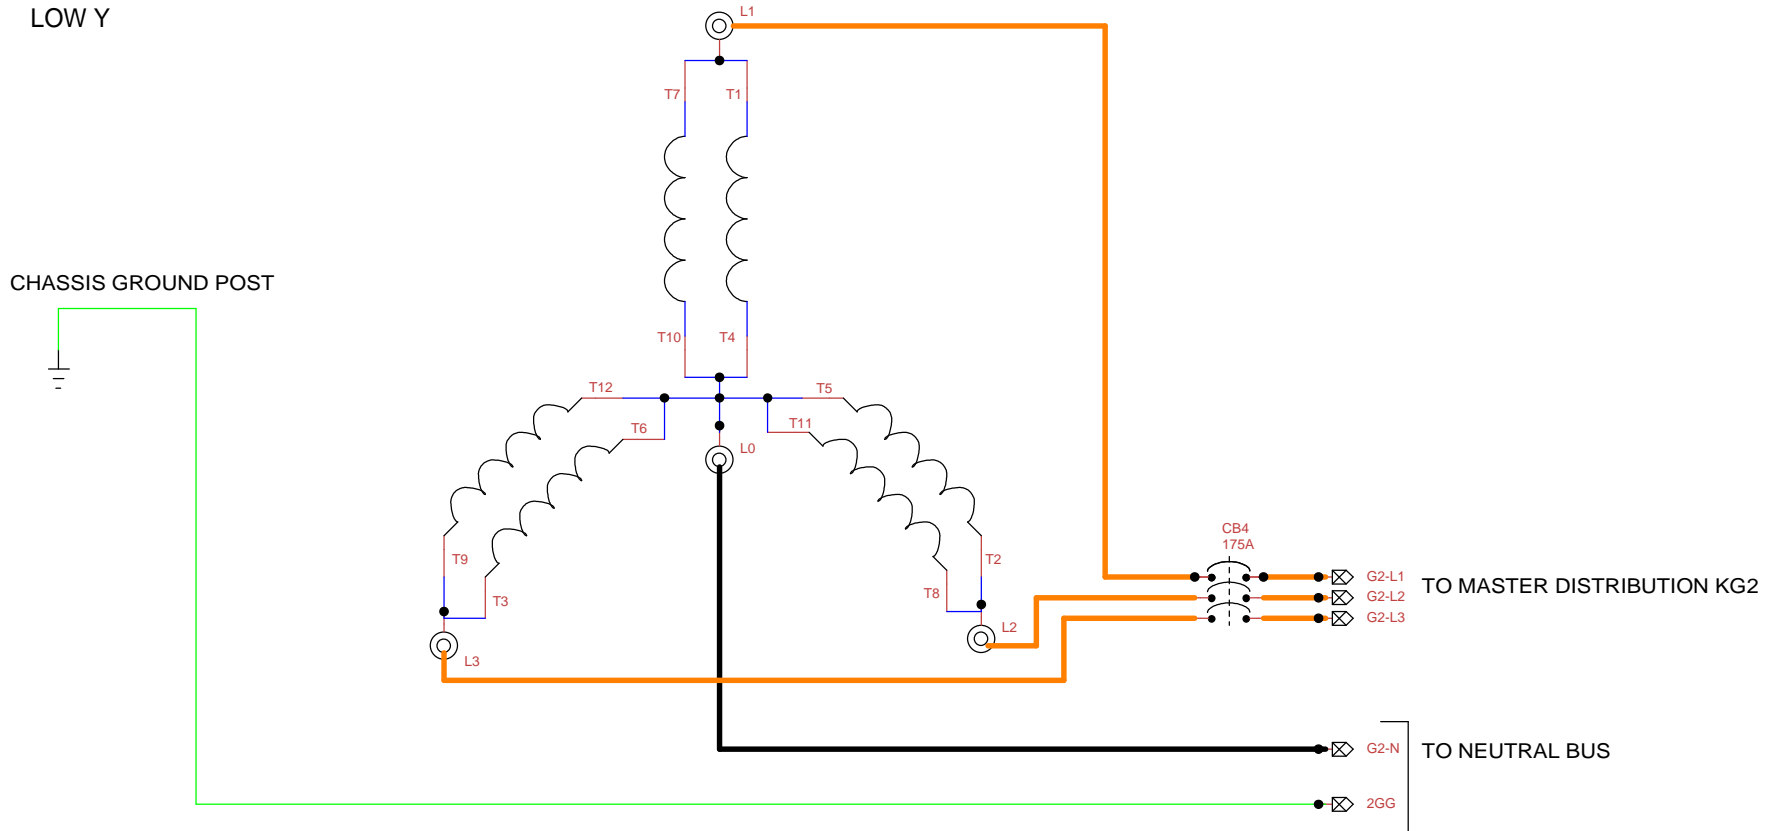 LOW Y
L1
T7
T1
CHASSIS GROUND POST
T10
T4
T12
T5
T6
T11
L0
T9
T3
T2
T8
L3
L2
CB4
175A
G2-L1
G2-L2
G2-L3
TO MASTER DISTRIBUTION KG2
G2-N
TO NEUTRAL BUS
2GG